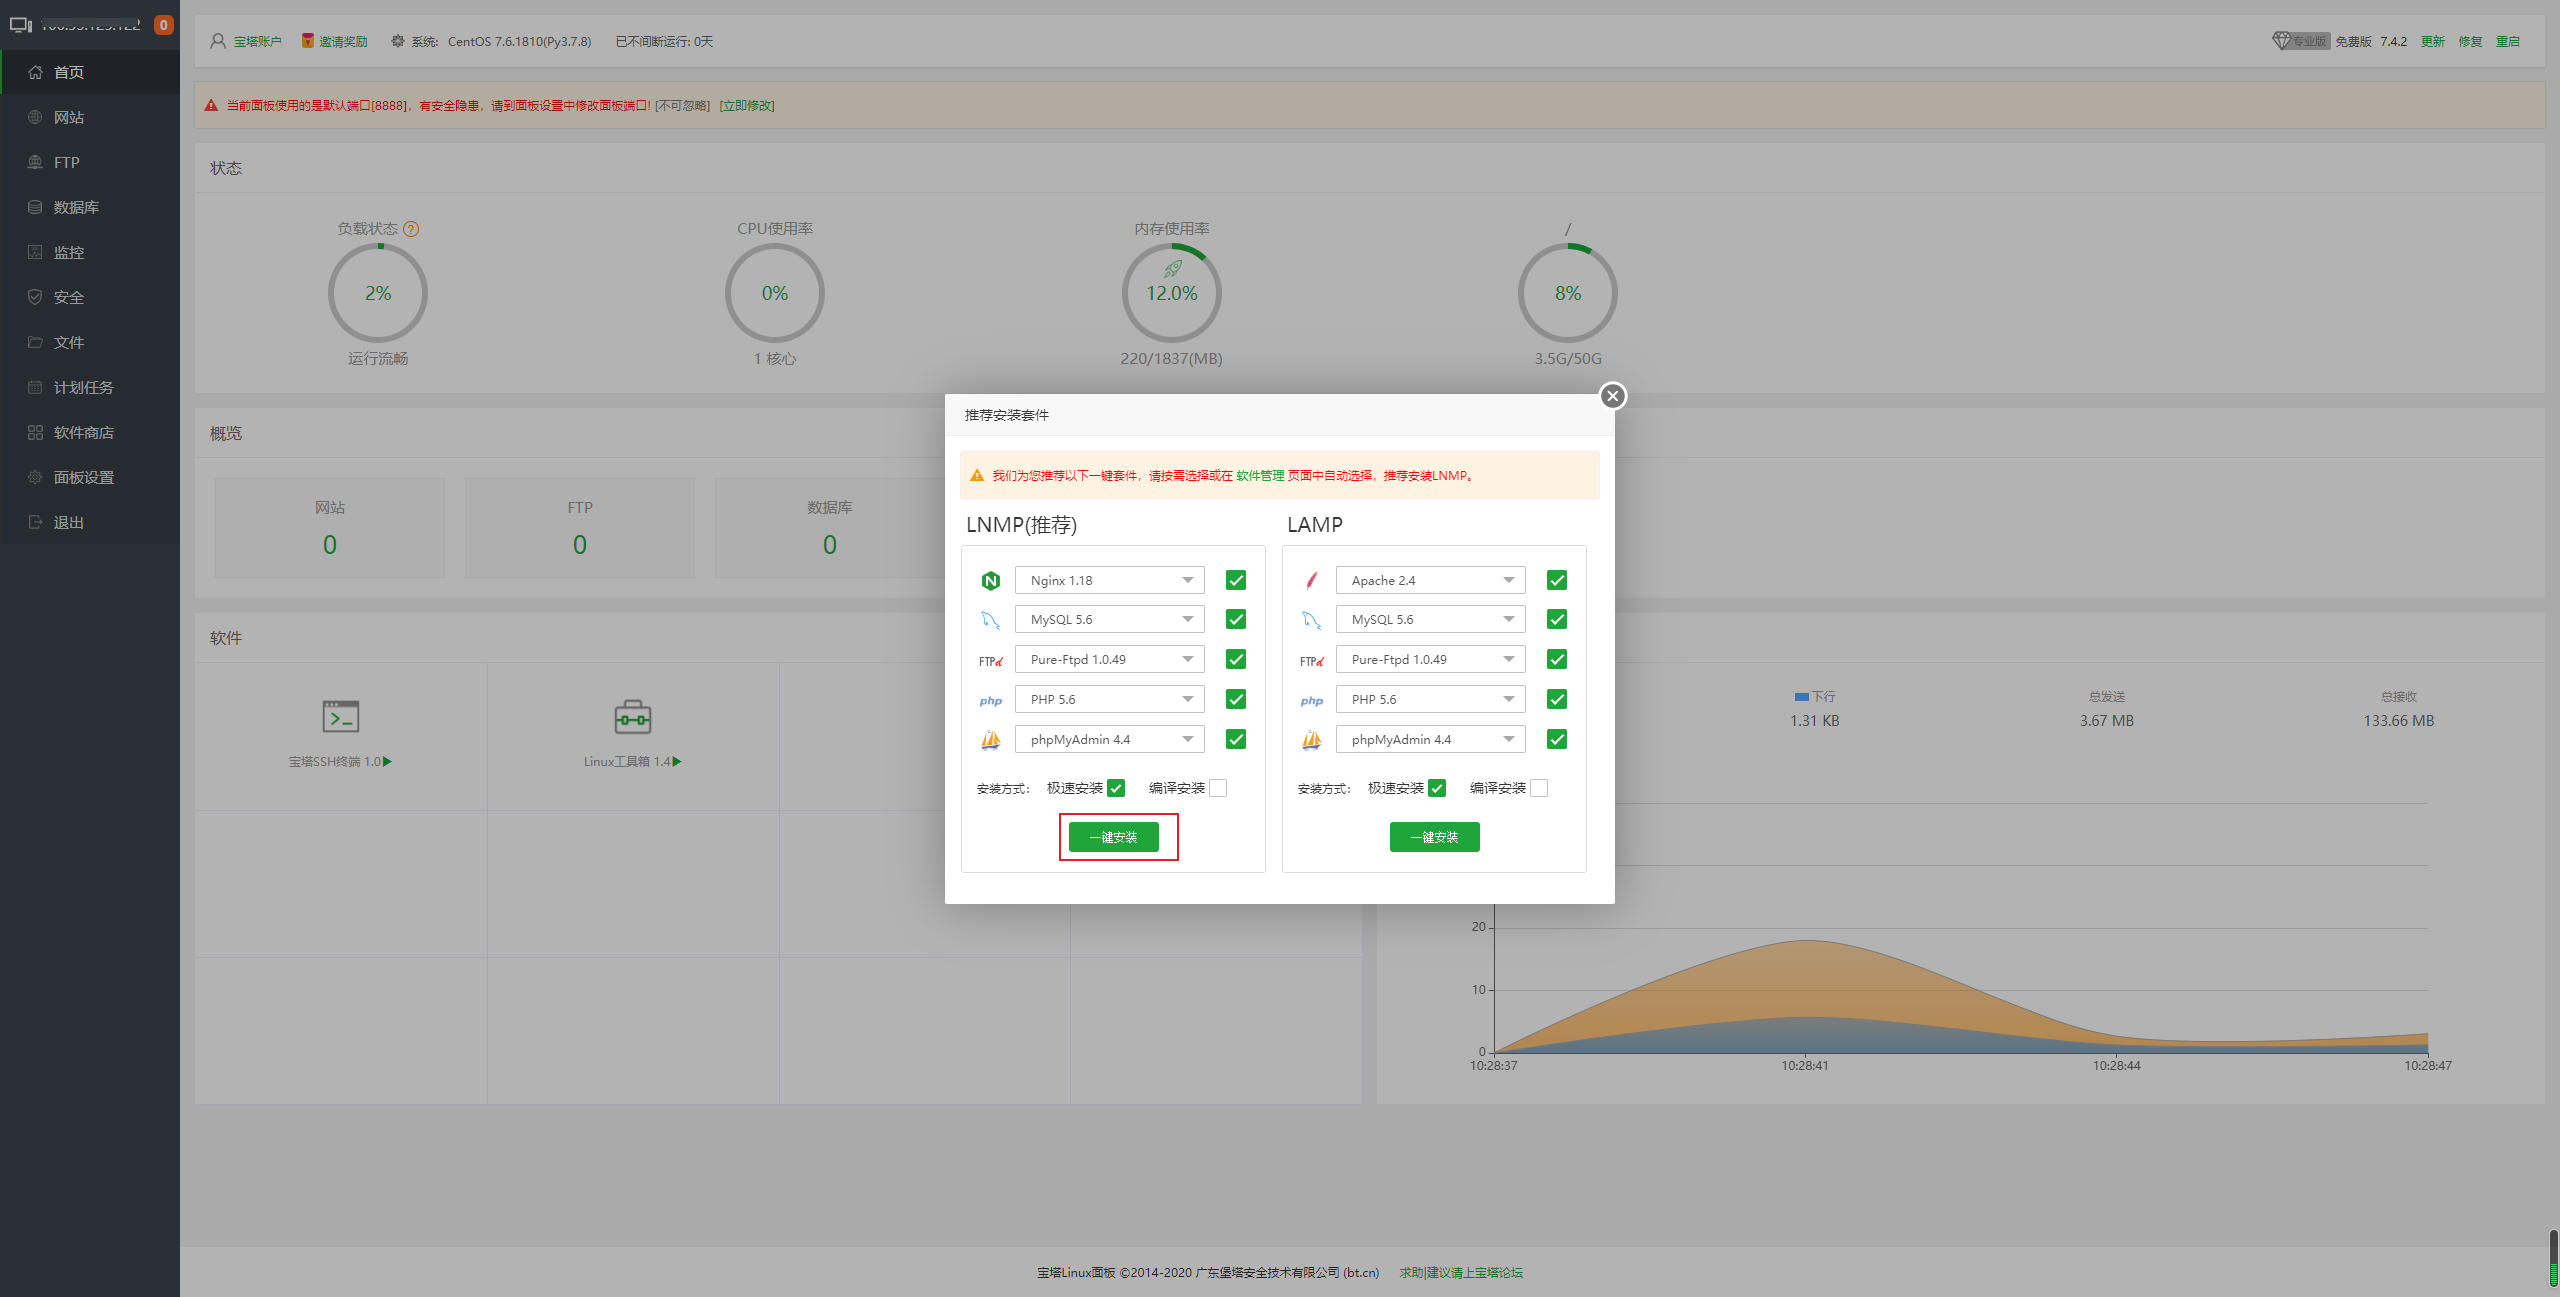 0
首页
网站
FTP
数据库
监控
安全
文件
计划任务
软件商店
面板设置
退出
宝塔账户 邀请奖励 系统: CentOS 7.6.1810(Py3.7.8) 已不间断运行: 0天
专业版 免费版 7.4.2 更新 修复 重启
当前面板使用的是默认端口[8888]，有安全隐患，请到面板设置中修改面板端口! [不可忽略] [立即修改]
状态
负载状态 ?
2%
运行流畅
CPU使用率
0%
1 核心
内存使用率
12.0%
220/1837(MB)
/
8%
3.5G/50G
概览
网站
0
FTP
0
数据库
0
软件
宝塔SSH终端 1.0
Linux工具箱 1.4
推荐安装套件
我们为您推荐以下一键套件，请按需选择或在 软件管理 页面中自动选择，推荐安装LNMP。
LNMP(推荐)
Nginx 1.18
MySQL 5.6
FTPd Pure-Ftpd 1.0.49
php PHP 5.6
phpMyAdmin 4.4
安装方式： 极速安装 编译安装
一键安装
LAMP
Apache 2.4
MySQL 5.6
FTPd Pure-Ftpd 1.0.49
php PHP 5.6
phpMyAdmin 4.4
安装方式： 极速安装 编译安装
一键安装
下行
1.31 KB
总发送
3.67 MB
总接收
133.66 MB
20
10
0
10:28:37 10:28:41 10:28:44 10:28:47
宝塔Linux面板 ©2014-2020 广东堡塔安全技术有限公司 (bt.cn) 求助|建议请上宝塔论坛